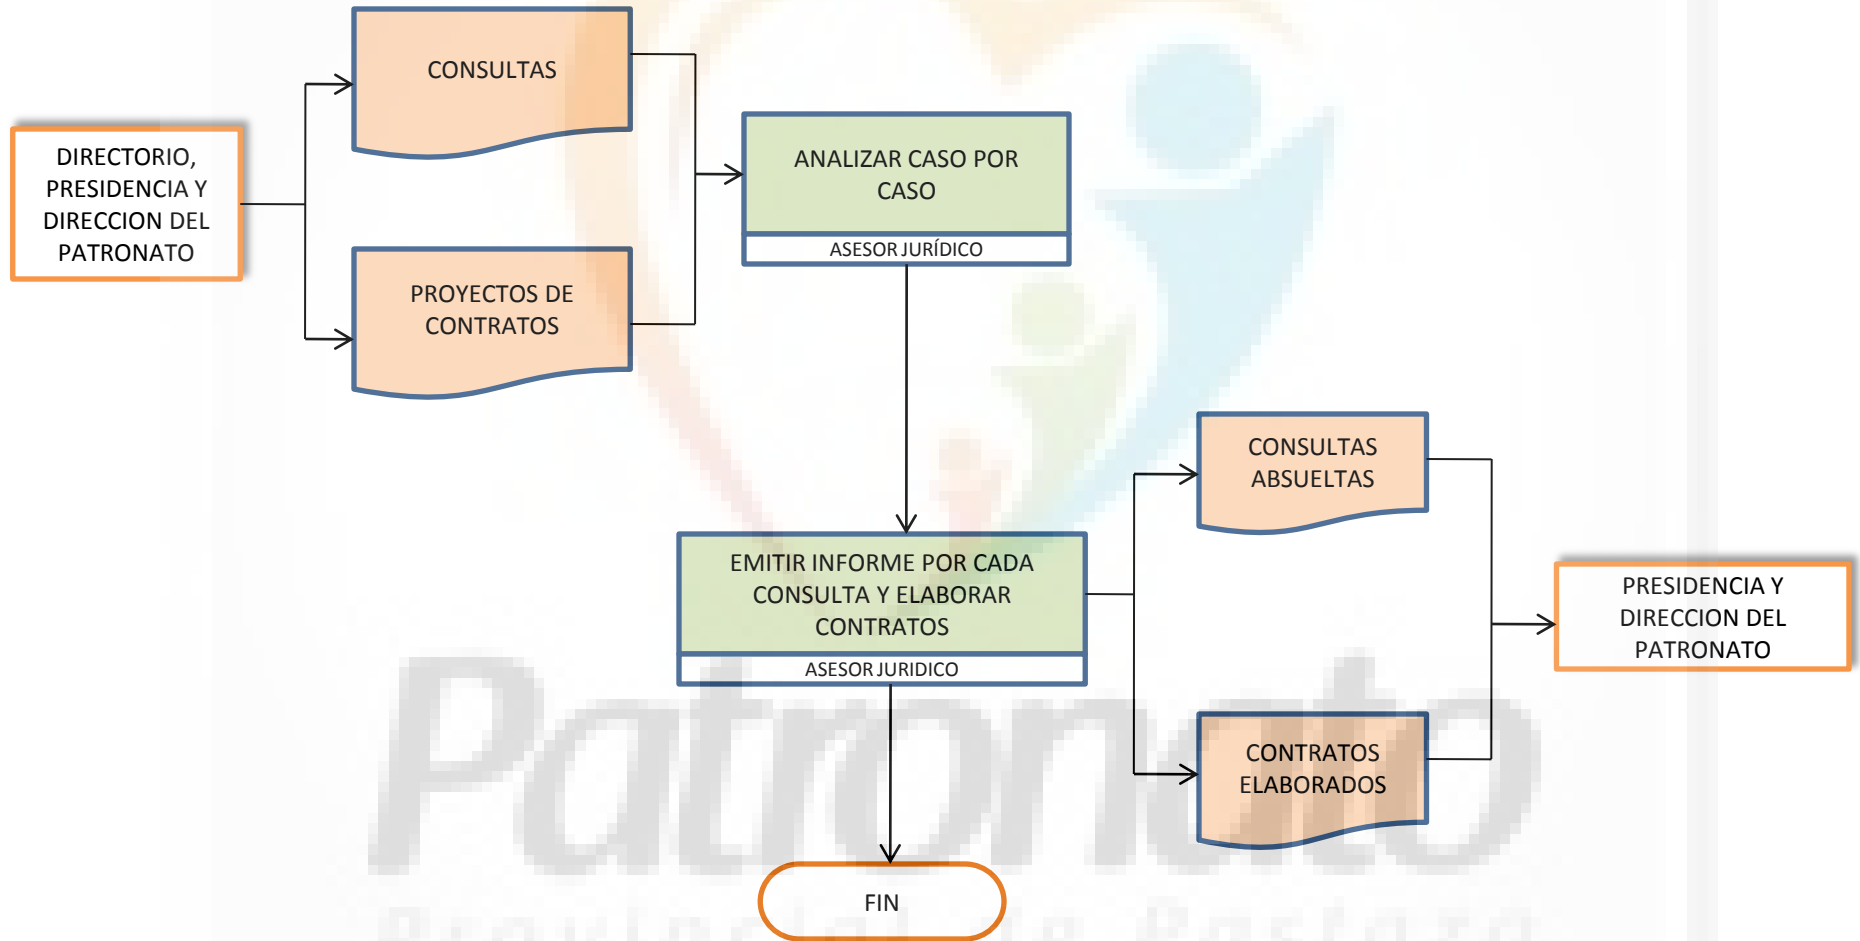 CONSULTAS
DIRECTORIO,
PRESIDENCIA Y
DIRECCION DEL
PATRONATO
PROYECTOS DE
CONTRATOS
ANALIZAR CASO POR
CASO
ASESOR JURÍDICO
EMITIR INFORME POR CADA
CONSULTA Y ELABORAR
CONTRATOS
ASESOR JURIDICO
CONSULTAS
ABSUELTAS
CONTRATOS
ELABORADOS
PRESIDENCIA Y
DIRECCION DEL
PATRONATO
FIN
Patronato